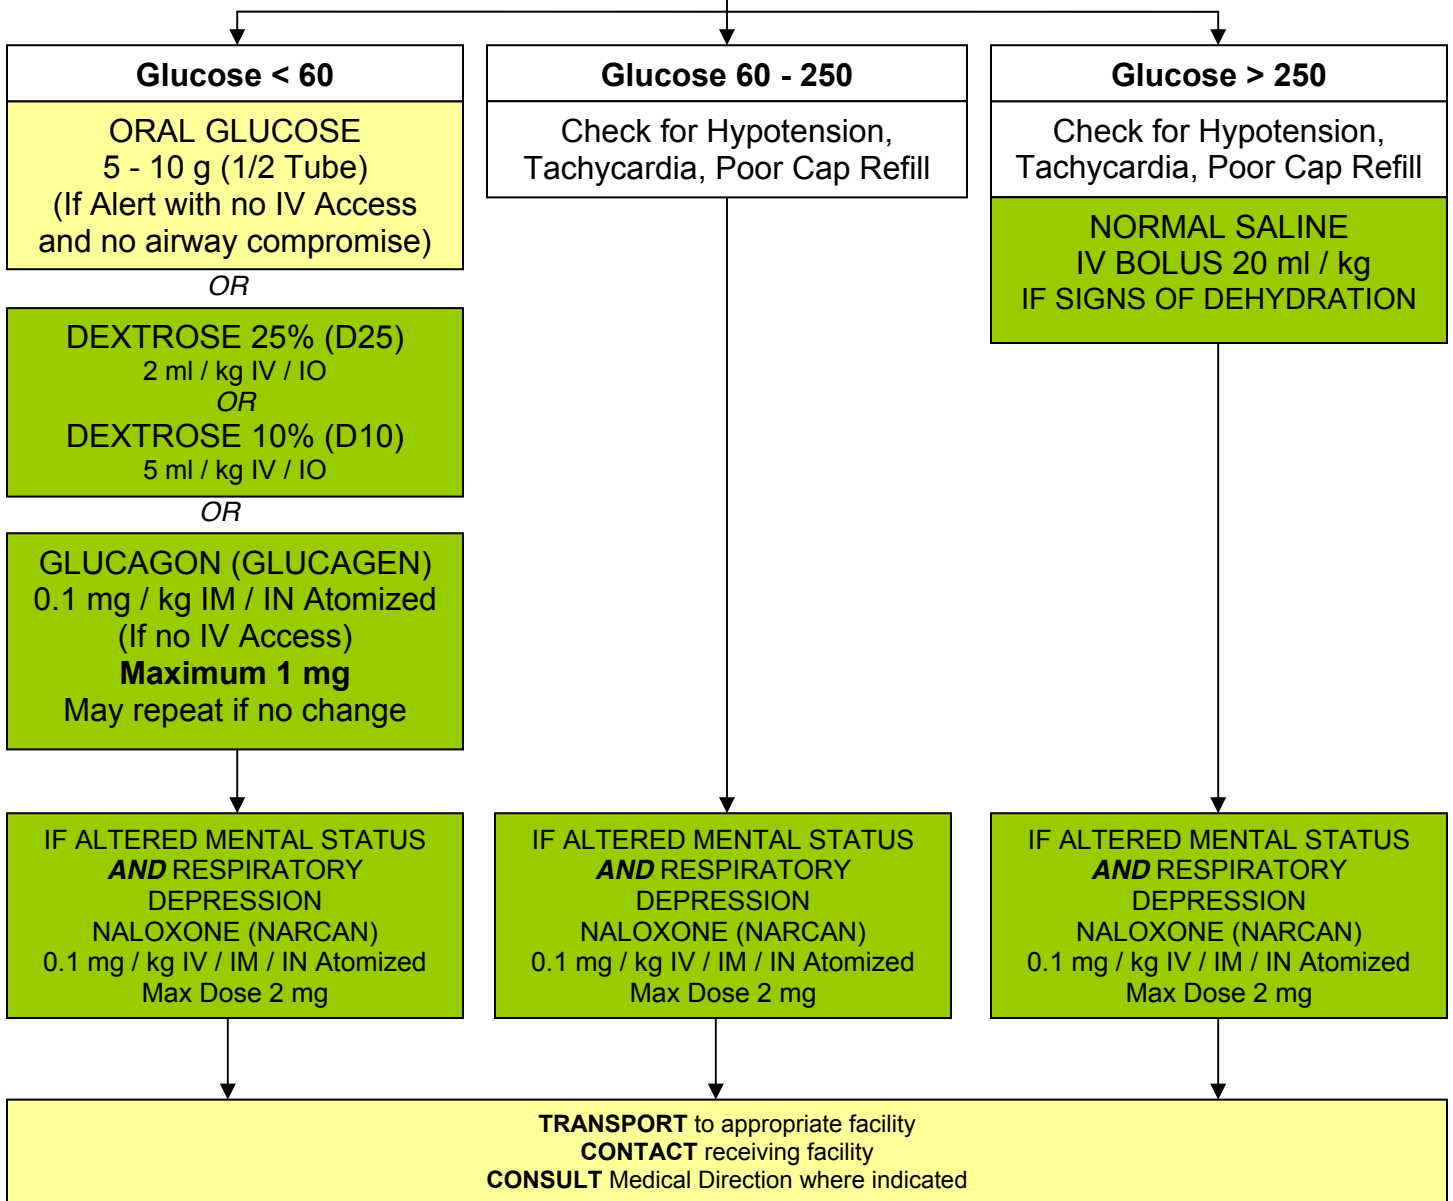 Glucose < 60
ORAL GLUCOSE
5 - 10 g (1/2 Tube)
(If Alert with no IV Access
and no airway compromise)
OR
DEXTROSE 25% (D25)
2 ml / kg IV / IO
OR
DEXTROSE 10% (D10)
5 ml / kg IV / IO
OR
GLUCAGON (GLUCAGEN)
0.1 mg / kg IM / IN Atomized
(If no IV Access)
Maximum 1 mg
May repeat if no change
IF ALTERED MENTAL STATUS
AND RESPIRATORY
DEPRESSION
NALOXONE (NARCAN)
0.1 mg / kg IV / IM / IN Atomized
Max Dose 2 mg
Glucose 60 - 250
Check for Hypotension,
Tachycardia, Poor Cap Refill
IF ALTERED MENTAL STATUS
AND RESPIRATORY
DEPRESSION
NALOXONE (NARCAN)
0.1 mg / kg IV / IM / IN Atomized
Max Dose 2 mg
Glucose > 250
Check for Hypotension,
Tachycardia, Poor Cap Refill
NORMAL SALINE
IV BOLUS 20 ml / kg
IF SIGNS OF DEHYDRATION
IF ALTERED MENTAL STATUS
AND RESPIRATORY
DEPRESSION
NALOXONE (NARCAN)
0.1 mg / kg IV / IM / IN Atomized
Max Dose 2 mg
TRANSPORT to appropriate facility
CONTACT receiving facility
CONSULT Medical Direction where indicated